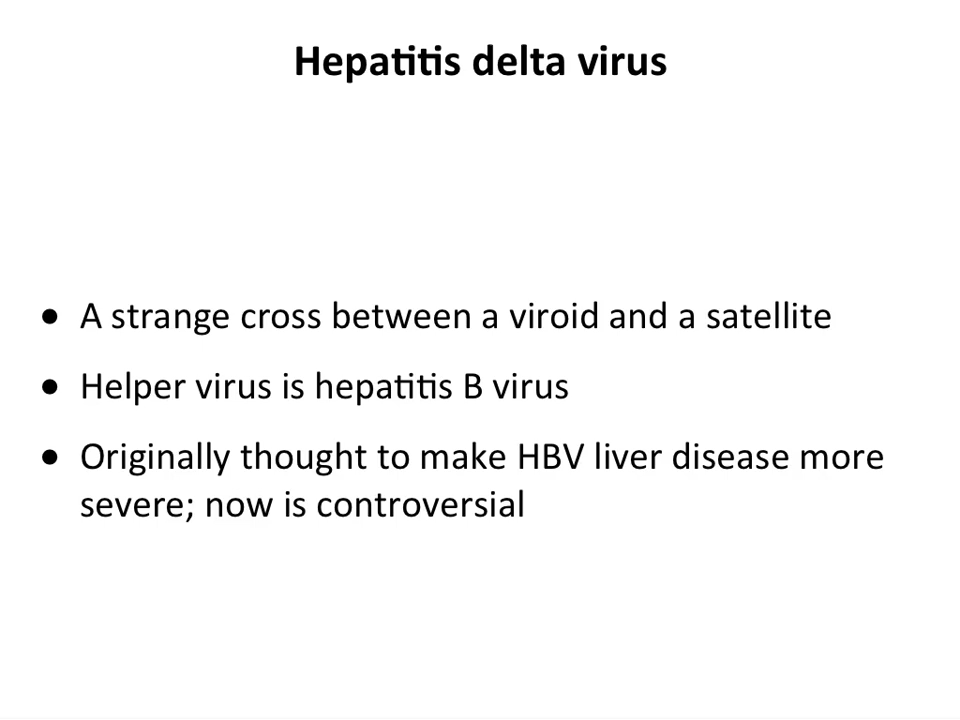 Hepatitis delta virus
● A strange cross between a viroid and a satellite
● Helper virus is hepatitis B virus
● Originally thought to make HBV liver disease more
severe; now is controversial